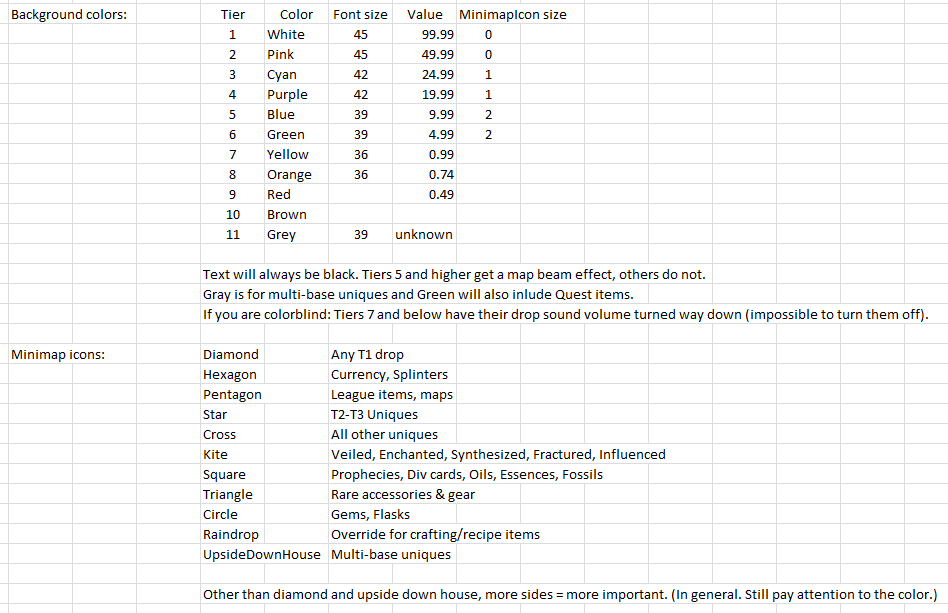 Background colors: Tier Color Font size Value MinimapIcon size
1 White 45 99.99 0
2 Pink 45 49.99 0
3 Cyan 42 24.99 1
4 Purple 42 19.99 1
5 Blue 39 9.99 2
6 Green 39 4.99 2
7 Yellow 36 0.99
8 Orange 36 0.74
9 Red 0.49
10 Brown
11 Grey 39 unknown
Text will always be black. Tiers 5 and higher get a map beam effect, others do not.
Gray is for multi-base uniques and Green will also inlude Quest items.
If you are colorblind: Tiers 7 and below have their drop sound volume turned way down (impossible to turn them off).
Minimap icons: Diamond Any T1 drop
Hexagon Currency, Splinters
Pentagon League items, maps
Star T2-T3 Uniques
Cross All other uniques
Kite Veiled, Enchanted, Synthesized, Fractured, Influenced
Square Prophecies, Div cards, Oils, Essences, Fossils
Triangle Rare accessories & gear
Circle Gems, Flasks
Raindrop Override for crafting/recipe items
UpsideDownHouse Multi-base uniques
Other than diamond and upside down house, more sides = more important. (In general. Still pay attention to the color.)